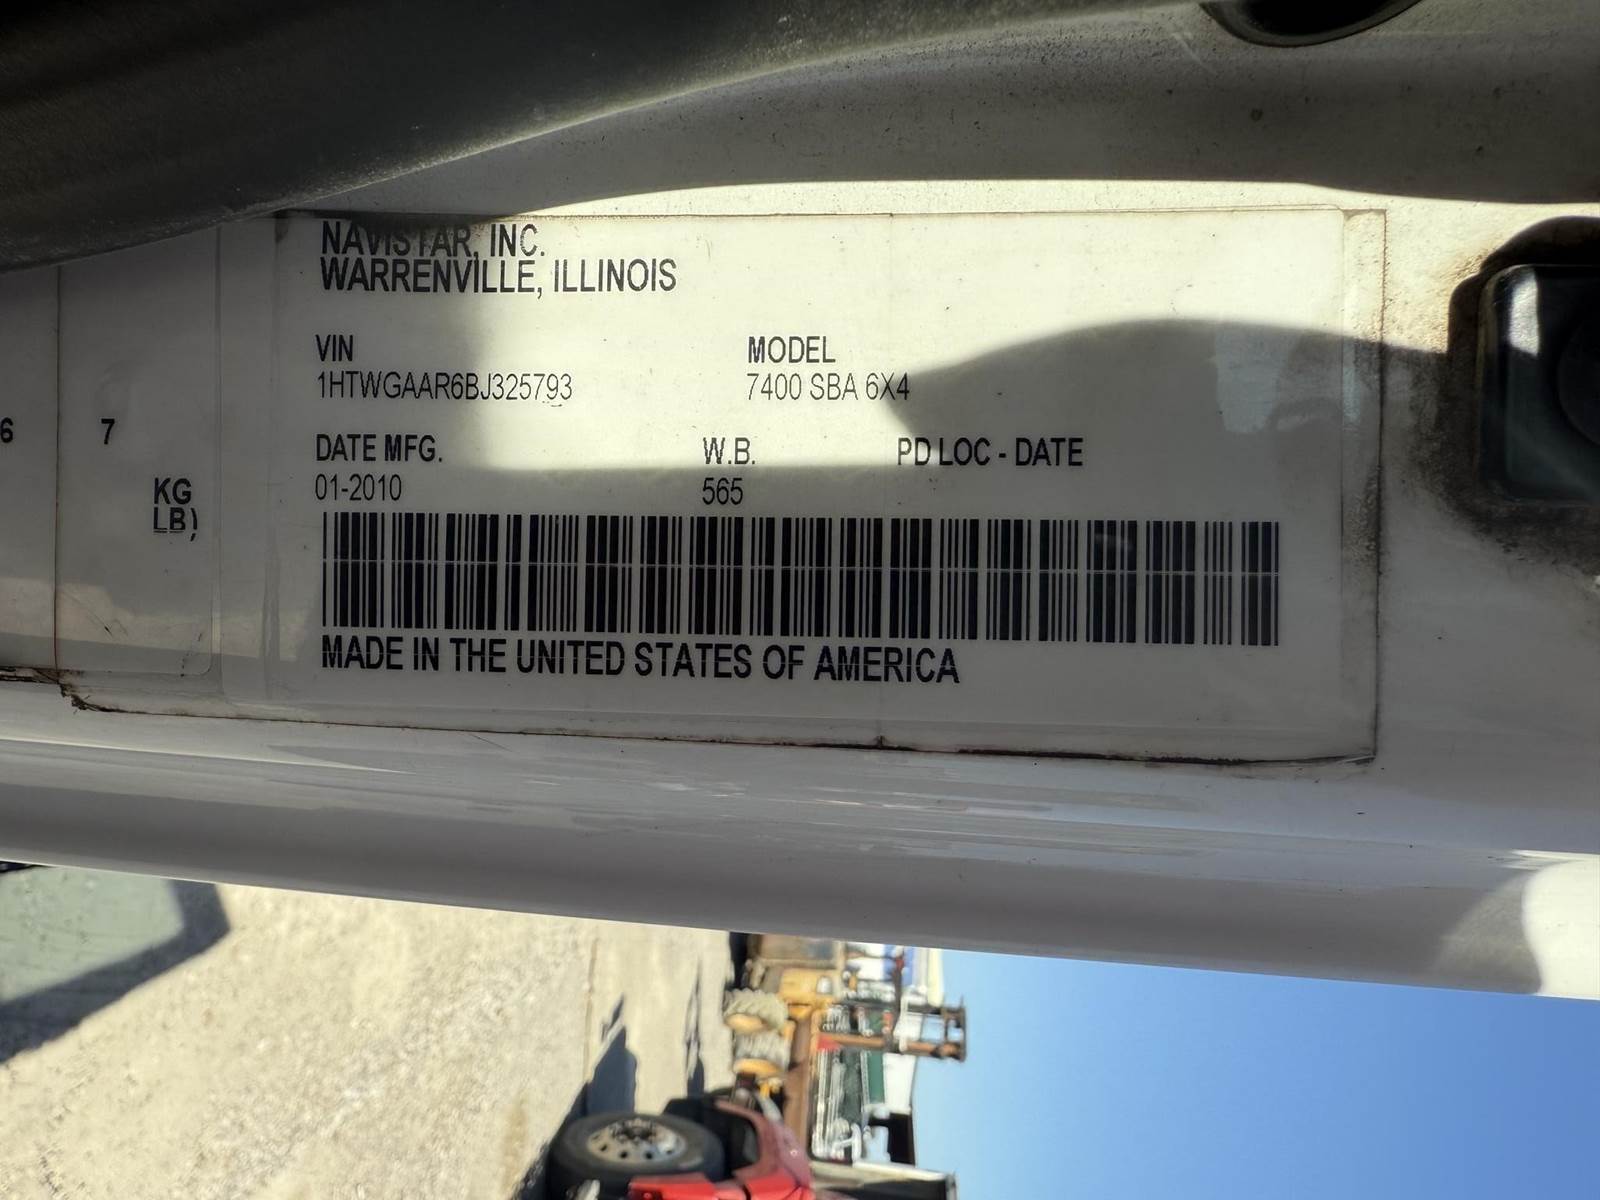 NAVISTAR, INC.
WARRENVILLE, ILLINOIS
VIN MODEL
1HTWGAAR6BJ325793 7400 SBA 6X4
DATE MFG. W.B. PD LOC - DATE
01-2010 565
MADE IN THE UNITED STATES OF AMERICA
6 7
KG
LB)